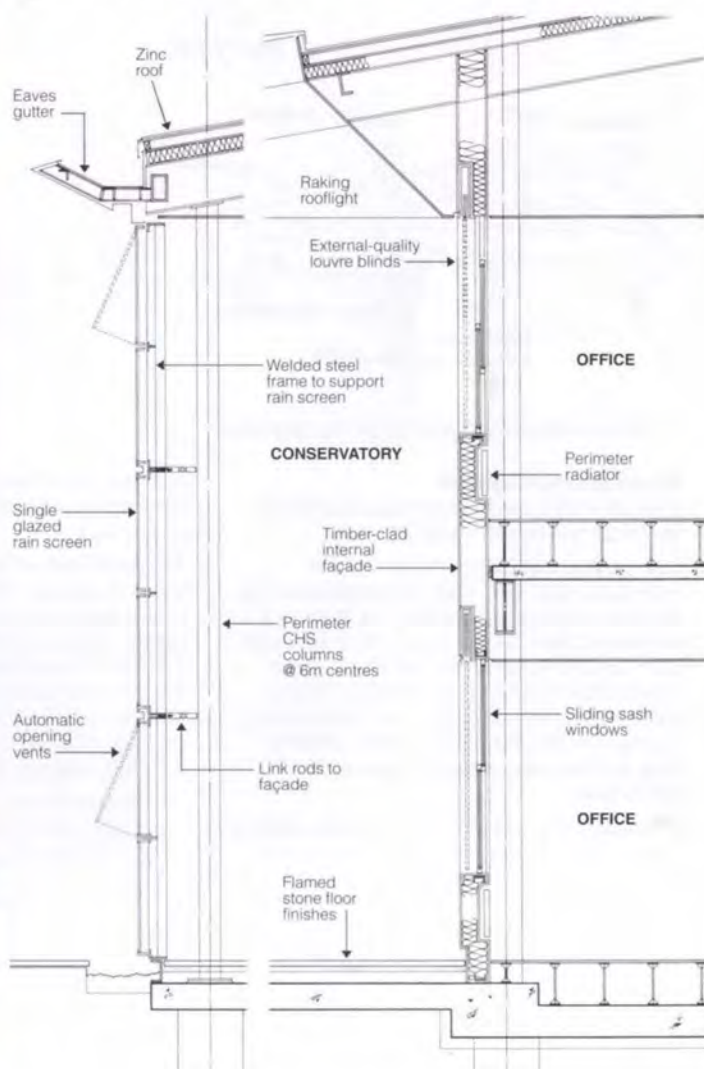 Zinc
roof
Eaves
gutter
Raking
rooflight
External-quality
louvre blinds
OFFICE
Welded steel
frame to support
rain screen
CONSERVATORY
Perimeter
radiator
Single
glazed
rain screen
Timber-clad
internal
façade
Perimeter
CHS
columns
@ 6m centres
Automatic
opening
vents
Sliding sash
windows
Link rods to
façade
OFFICE
Flamed
stone floor
finishes